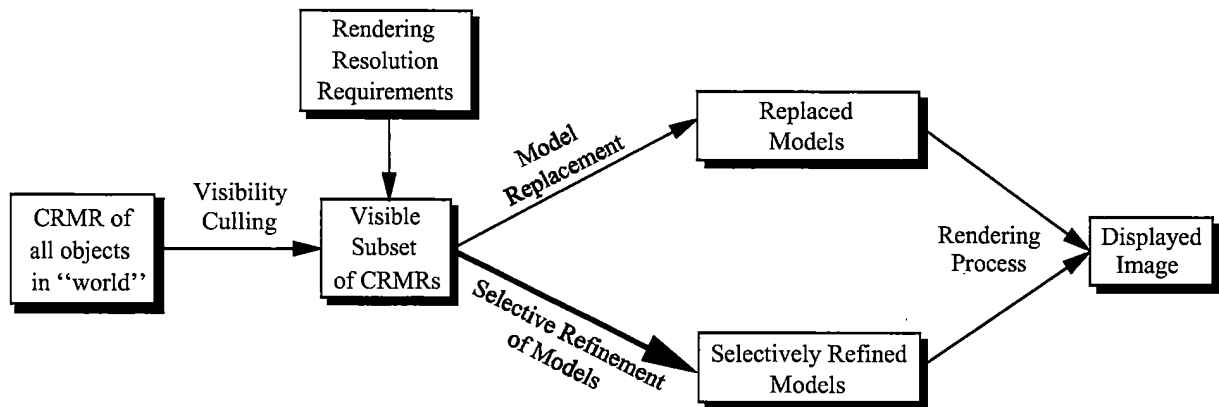 Rendering
Resolution
Requirements
CRMR of
all objects
in “world”
Visibility
Culling
Visible
Subset
of CRMRs
Model
Replacement
Selective Refinement
of Models
Replaced
Models
Selectively Refined
Models
Rendering
Process
Displayed
Image